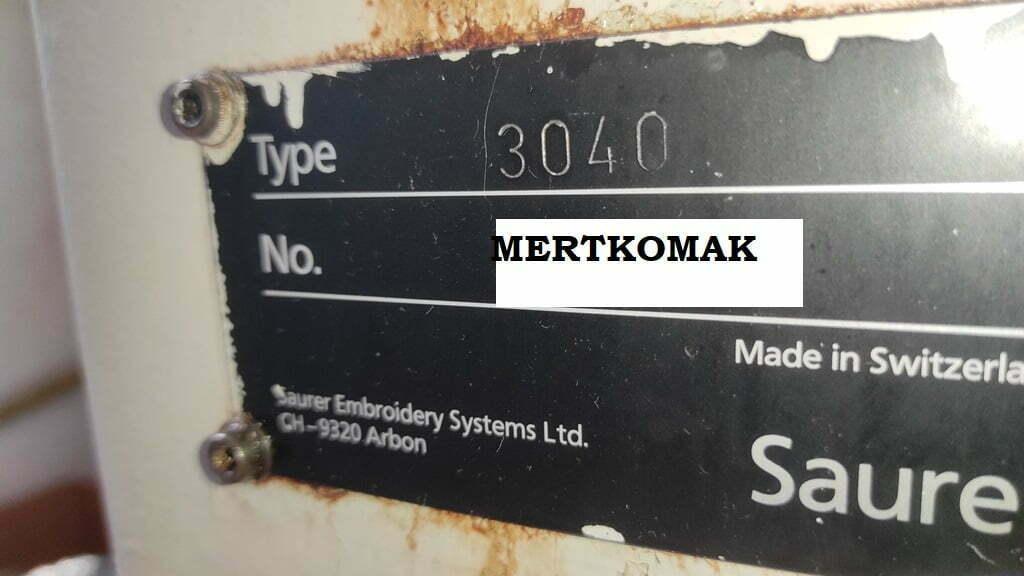 Type 3040
No. MERTKOMAK
Made in Switzerla
Saurer Embroidery Systems Ltd.
CH-9320 Arbon
Saure